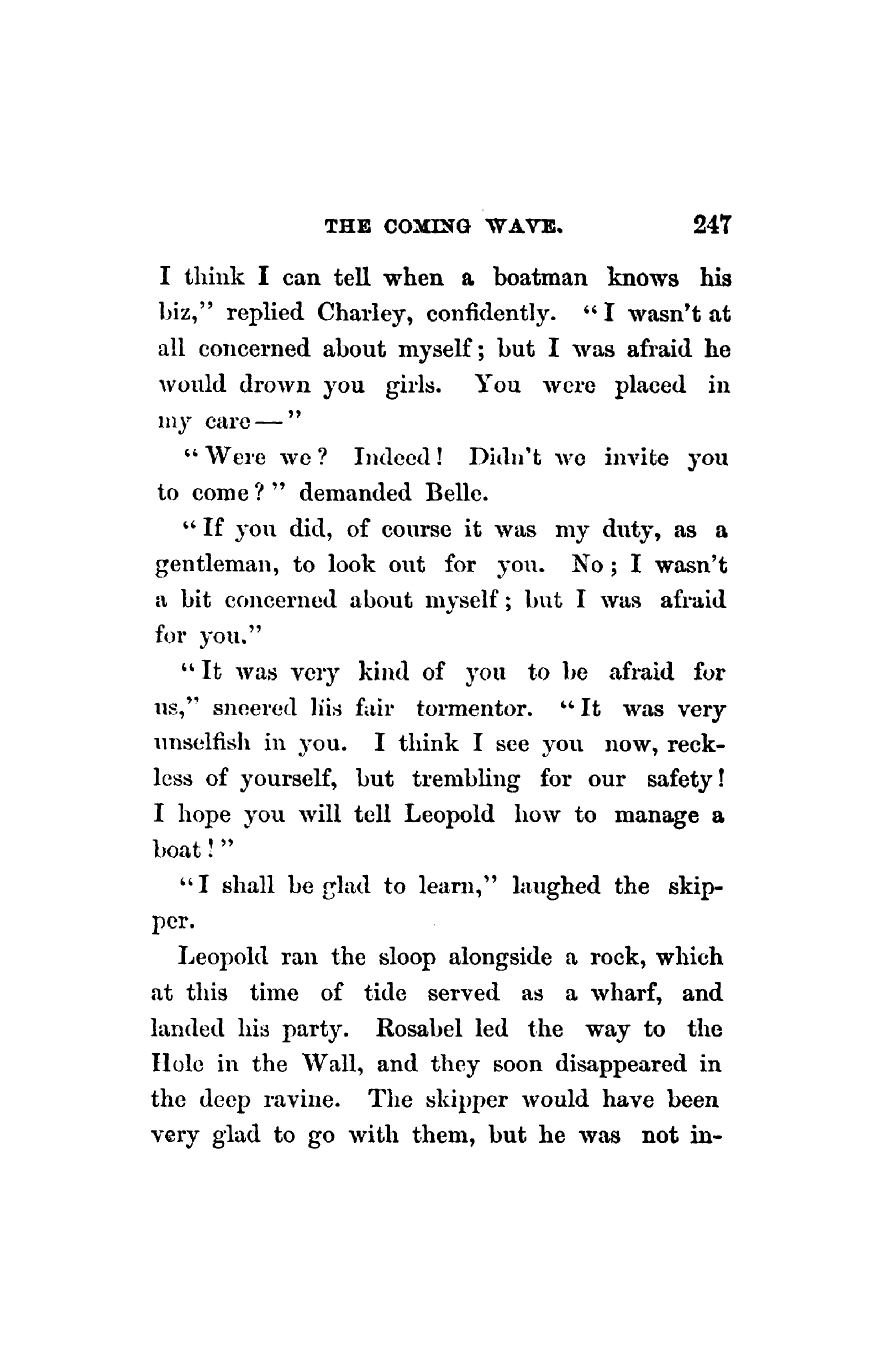 THE COMING WAVE. 247
I think I can tell when a boatman knows his
biz," replied Charley, confidently. "I wasn't at
all concerned about myself; but I was afraid he
would drown you girls. You were placed in
my care — "
"Were we? Indeed! Didn't we invite you
to come?" demanded Belle.
"If you did, of course it was my duty, as a
gentleman, to look out for you. No; I wasn't
a bit concerned about myself; but I was afraid
for you."
"It was very kind of you to be afraid for
us," sneered his fair tormentor. "It was very
unselfish in you. I think I see you now, reck-
less of yourself, but trembling for our safety!
I hope you will tell Leopold how to manage a
boat!"
"I shall be glad to learn," laughed the skip-
per.
Leopold ran the sloop alongside a rock, which
at this time of tide served as a wharf, and
landed his party. Rosabel led the way to the
Hole in the Wall, and they soon disappeared in
the deep ravine. The skipper would have been
very glad to go with them, but he was not in-